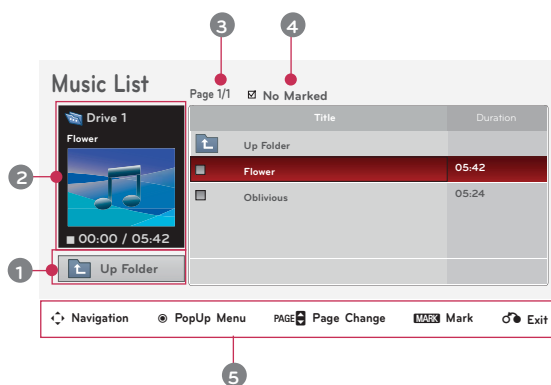 3
4
Music List
Page 1/1
No Marked
Drive 1
Flower
00:00 / 05:42
Up Folder
Title Duration
Up Folder
Flower 05:42
Oblivious 05:24
2
1
Navigation PopUp Menu PAGE Page Change MARK Mark Exit
5